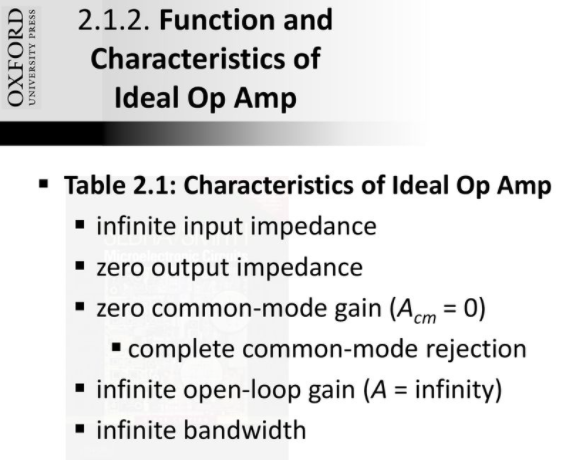 OXFORD
UNIVERSITY PRESS
2.1.2. Function and
Characteristics of
Ideal Op Amp
▪ Table 2.1: Characteristics of Ideal Op Amp
▪ infinite input impedance
▪ zero output impedance
▪ zero common-mode gain (Acm = 0)
▪ complete common-mode rejection
▪ infinite open-loop gain (A = infinity)
▪ infinite bandwidth